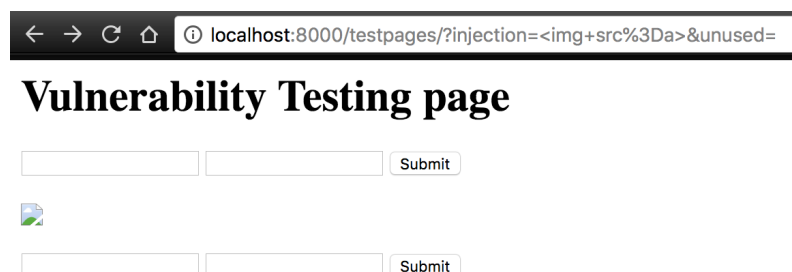 localhost:8000/testpages/?injection=<img+src%3Da>&unused=
Vulnerability Testing page
Submit
Submit